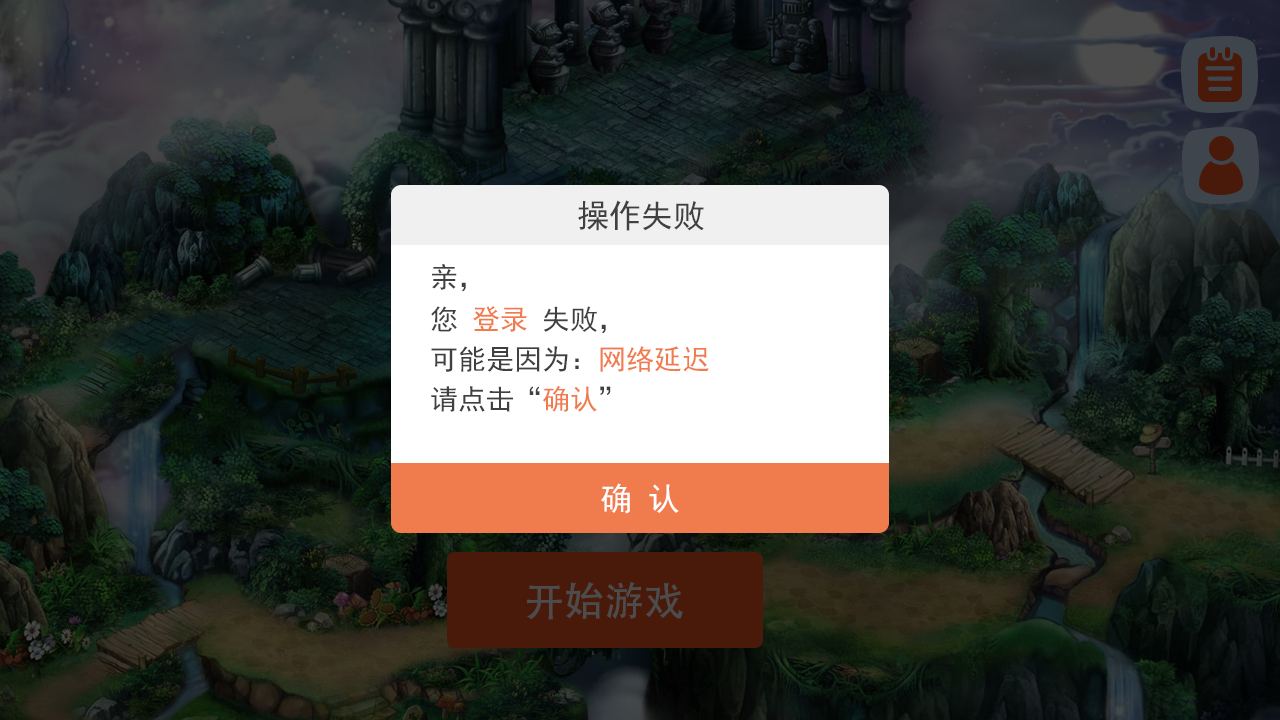 操作失败
亲，
您 登录 失败，
可能是因为：网络延迟
请点击“确认”
确 认
开始游戏